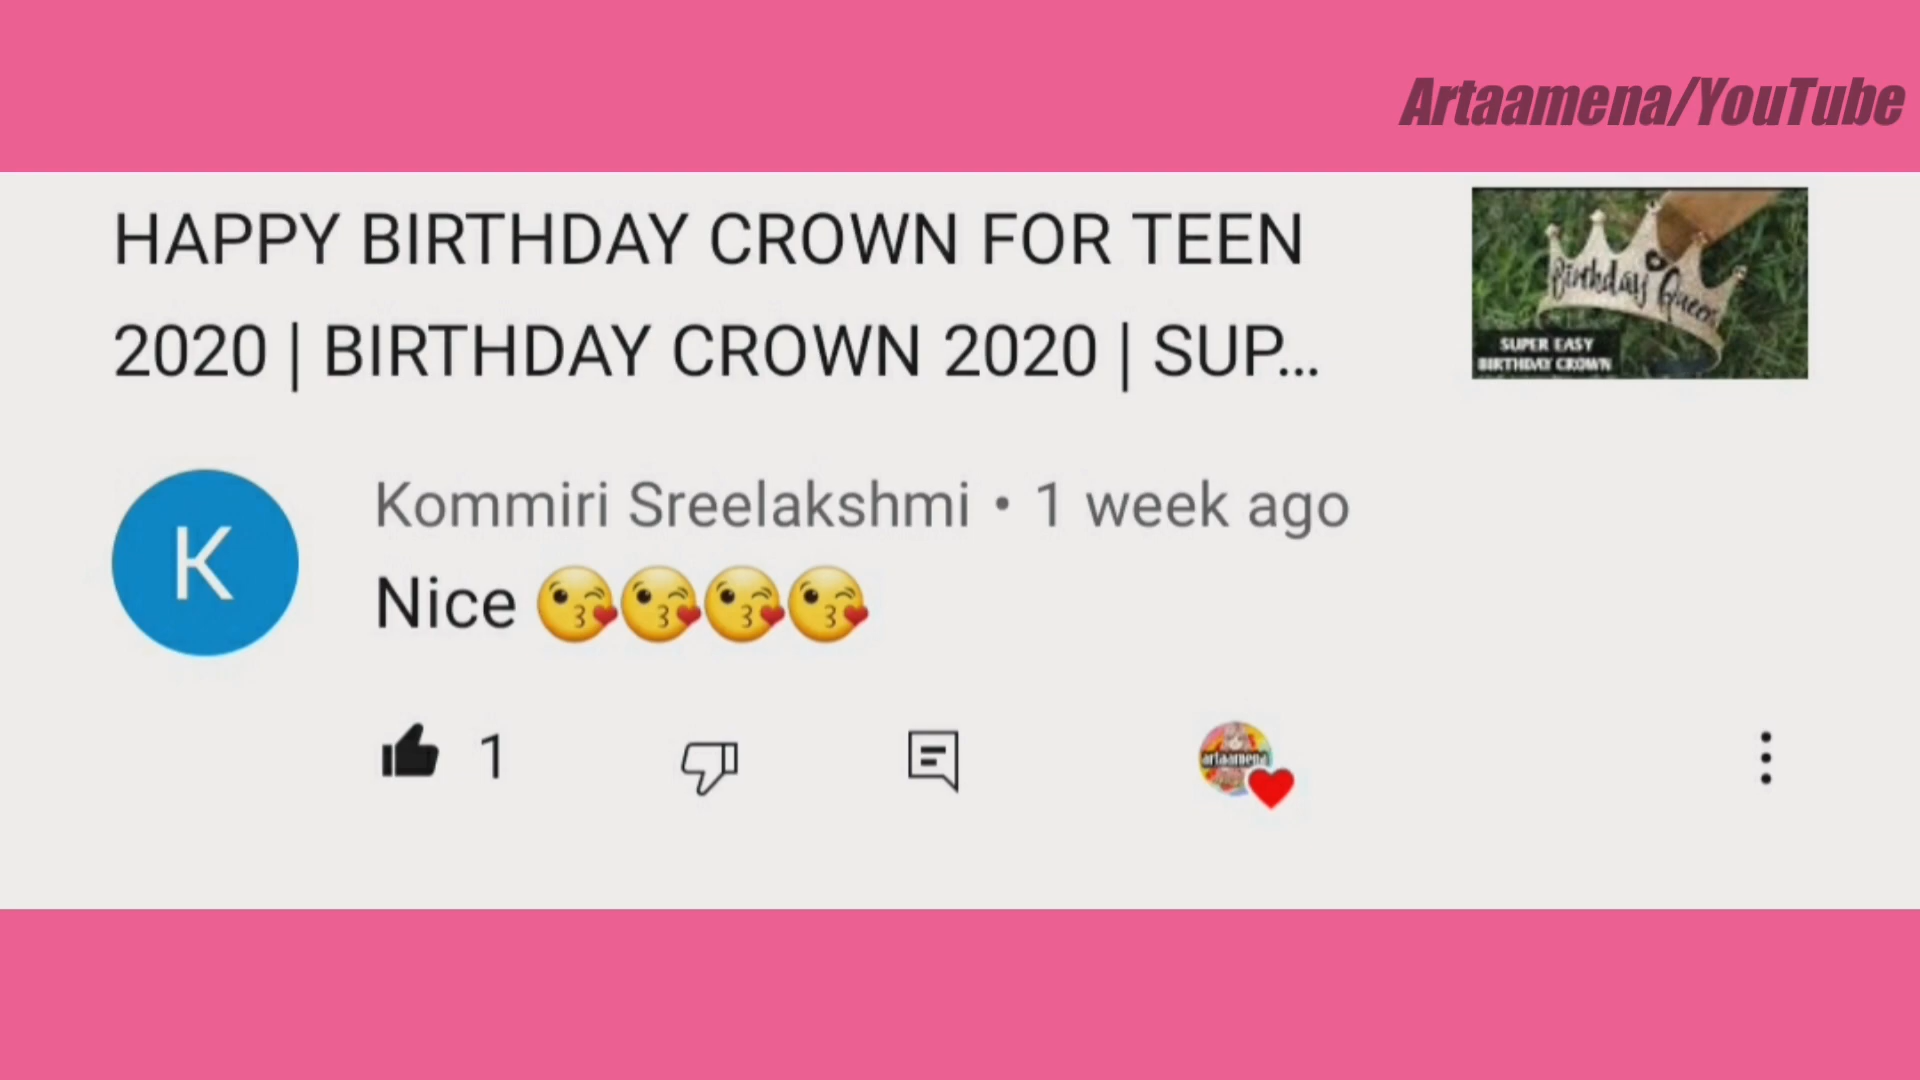 Artaamena/YouTube
HAPPY BIRTHDAY CROWN FOR TEEN
2020 | BIRTHDAY CROWN 2020 | SUP...
Birthday Queen
SUPER EASY
BIRTHDAY CROWN
K
Kommiri Sreelakshmi • 1 week ago
Nice 😘😘😘😘
1
artaamena